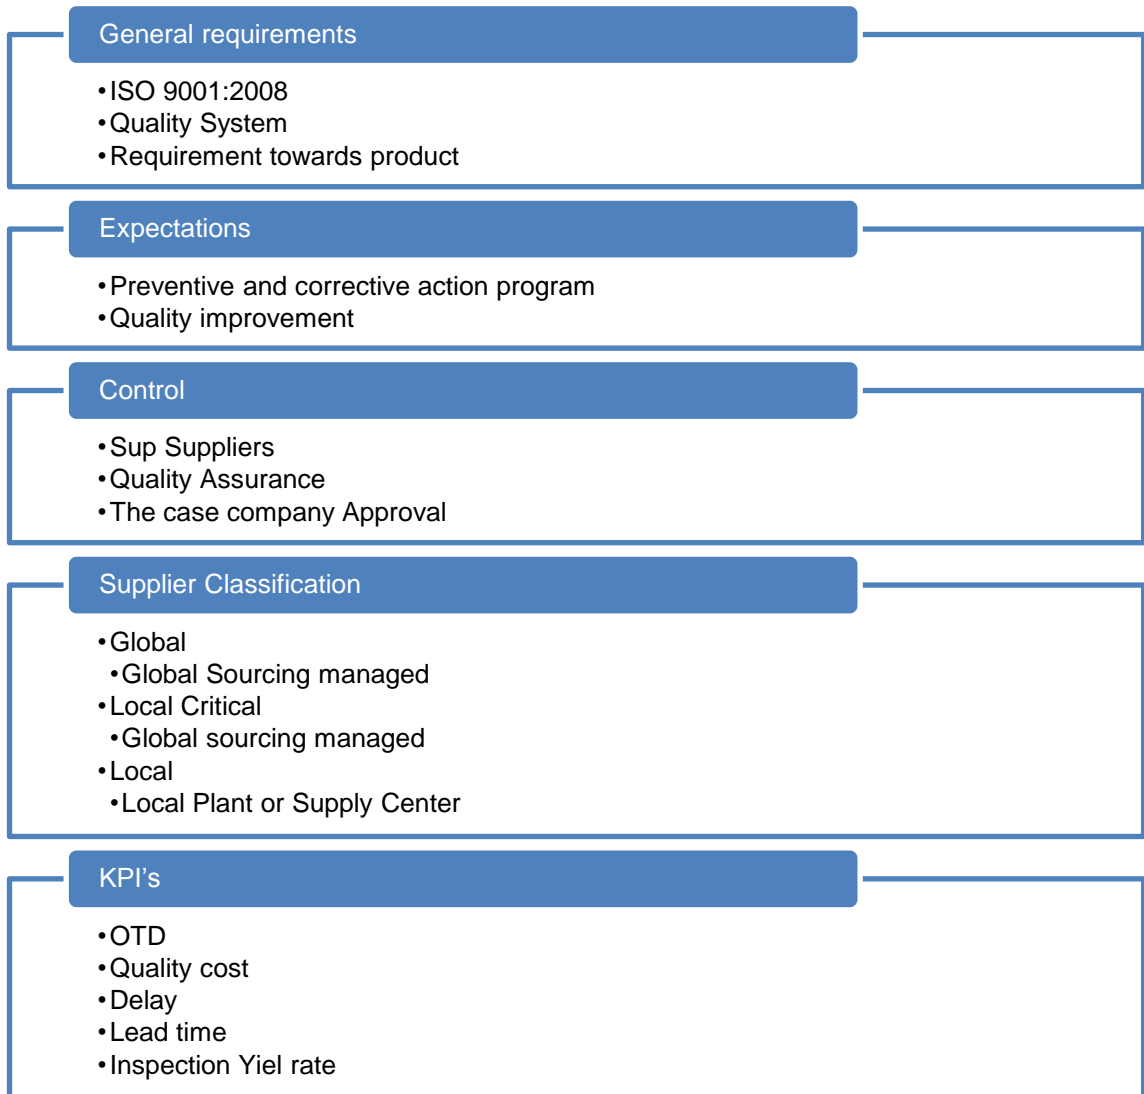 General requirements
•ISO 9001:2008
•Quality System
•Requirement towards product
Expectations
•Preventive and corrective action program
•Quality improvement
Control
•Sup Suppliers
•Quality Assurance
•The case company Approval
Supplier Classification
•Global
•Global Sourcing managed
•Local Critical
•Global sourcing managed
•Local
•Local Plant or Supply Center
KPI’s
•OTD
•Quality cost
•Delay
•Lead time
•Inspection Yiel rate